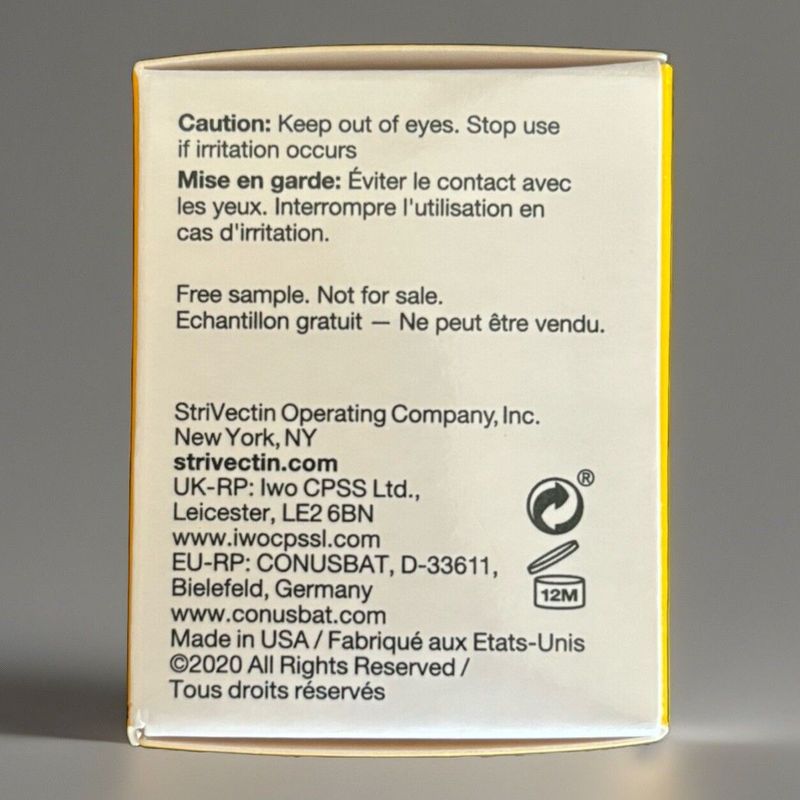 Caution: Keep out of eyes. Stop use
if irritation occurs
Mise en garde: Éviter le contact avec
les yeux. Interrompre l'utilisation en
cas d'irritation.
Free sample. Not for sale.
Echantillon gratuit — Ne peut être vendu.
StriVectin Operating Company, Inc.
New York, NY
strivectin.com
UK-RP: Iwo CPSS Ltd.,
Leicester, LE2 6BN
www.iwocpssl.com
EU-RP: CONUSBAT, D-33611,
Bielefeld, Germany
www.conusbat.com
Made in USA / Fabriqué aux Etats-Unis
©2020 All Rights Reserved /
Tous droits réservés
®
12M